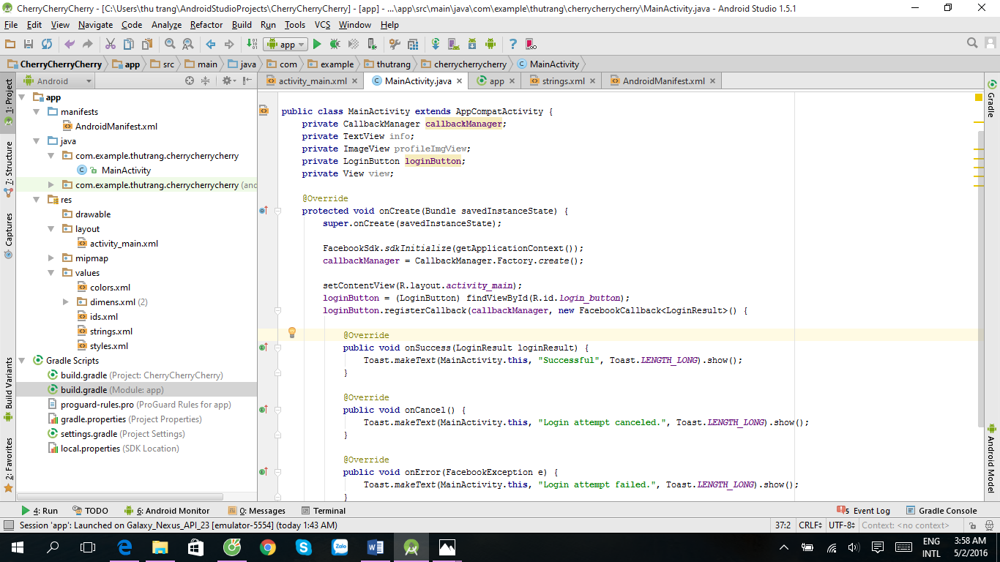 CherryCherryCherry - [C:\Users\thu trang\AndroidStudioProjects\CherryCherryCherry] - [app] - ...\app\src\main\java\com\example\thutrang\cherrycherrycherry\MainActivity.java - Android Studio 1.5.1
File Edit View Navigate Code Analyze Refactor Build Run Tools VCS Window Help
app
CherryCherryCherry app src main java com example thutrang cherrycherrycherry MainActivity
Android
activity_main.xml MainActivity.java app strings.xml AndroidManifest.xml
1: Project
7: Structure
Captures
Build Variants
2: Favorites
app
manifests
AndroidManifest.xml
java
com.example.thutrang.cherrycherrycherry
MainActivity
com.example.thutrang.cherrycherrycherry (anc
res
drawable
layout
activity_main.xml
mipmap
values
colors.xml
dimens.xml (2)
ids.xml
strings.xml
styles.xml
Gradle Scripts
build.gradle (Project: CherryCherryCherry)
build.gradle (Module: app)
proguard-rules.pro (ProGuard Rules for app)
gradle.properties (Project Properties)
settings.gradle (Project Settings)
local.properties (SDK Location)
public class MainActivity extends AppCompatActivity {
private CallbackManager callbackManager;
private TextView info;
private ImageView profileImgView;
private LoginButton loginButton;
private View view;
@Override
protected void onCreate(Bundle savedInstanceState) {
super.onCreate(savedInstanceState);
FacebookSdk.sdkInitialize(getApplicationContext());
callbackManager = CallbackManager.Factory.create();
setContentView(R.layout.activity_main);
loginButton = (LoginButton) findViewById(R.id.login_button);
loginButton.registerCallback(callbackManager, new FacebookCallback<LoginResult>() {
@Override
public void onSuccess(LoginResult loginResult) {
Toast.makeText(MainActivity.this, "Successful", Toast.LENGTH_LONG).show();
}
@Override
public void onCancel() {
Toast.makeText(MainActivity.this, "Login attempt canceled.", Toast.LENGTH_LONG).show();
}
@Override
public void onError(FacebookException e) {
Toast.makeText(MainActivity.this, "Login attempt failed.", Toast.LENGTH_LONG).show();
}
Gradle
Android Model
4: Run TODO 6: Android Monitor 0: Messages Terminal 5 Event Log Gradle Console
Session 'app': Launched on Galaxy_Nexus_API_23 [emulator-5554] (today 1:43 AM) 37:2 CRLF UTF-8 Context: <no context>
Zalo
ENG
INTL
3:58 AM
5/2/2016